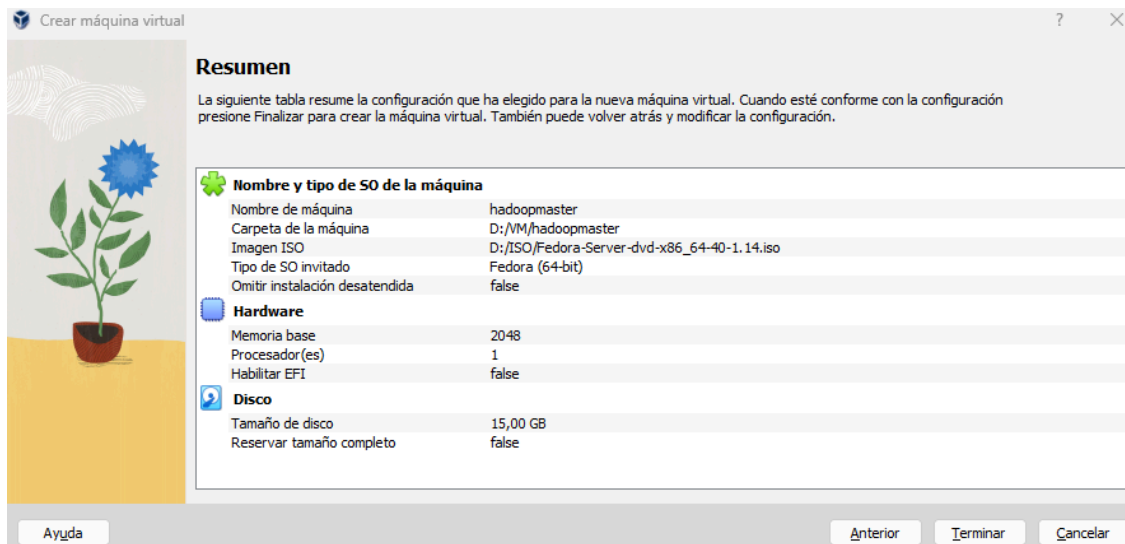 Crear máquina virtual
?
Resumen
La siguiente tabla resume la configuración que ha elegido para la nueva máquina virtual. Cuando esté conforme con la configuración
presione Finalizar para crear la máquina virtual. También puede volver atrás y modificar la configuración.
Nombre y tipo de SO de la máquina
Nombre de máquina hadoopmaster
Carpeta de la máquina D:/VM/hadoopmaster
Imagen ISO D:/ISO/Fedora-Server-dvd-x86_64-40-1.14.iso
Tipo de SO invitado Fedora (64-bit)
Omitir instalación desatendida false
Hardware
Memoria base 2048
Procesador(es) 1
Habilitar EFI false
Disco
Tamaño de disco 15,00 GB
Reservar tamaño completo false
Ayuda Anterior Terminar Cancelar